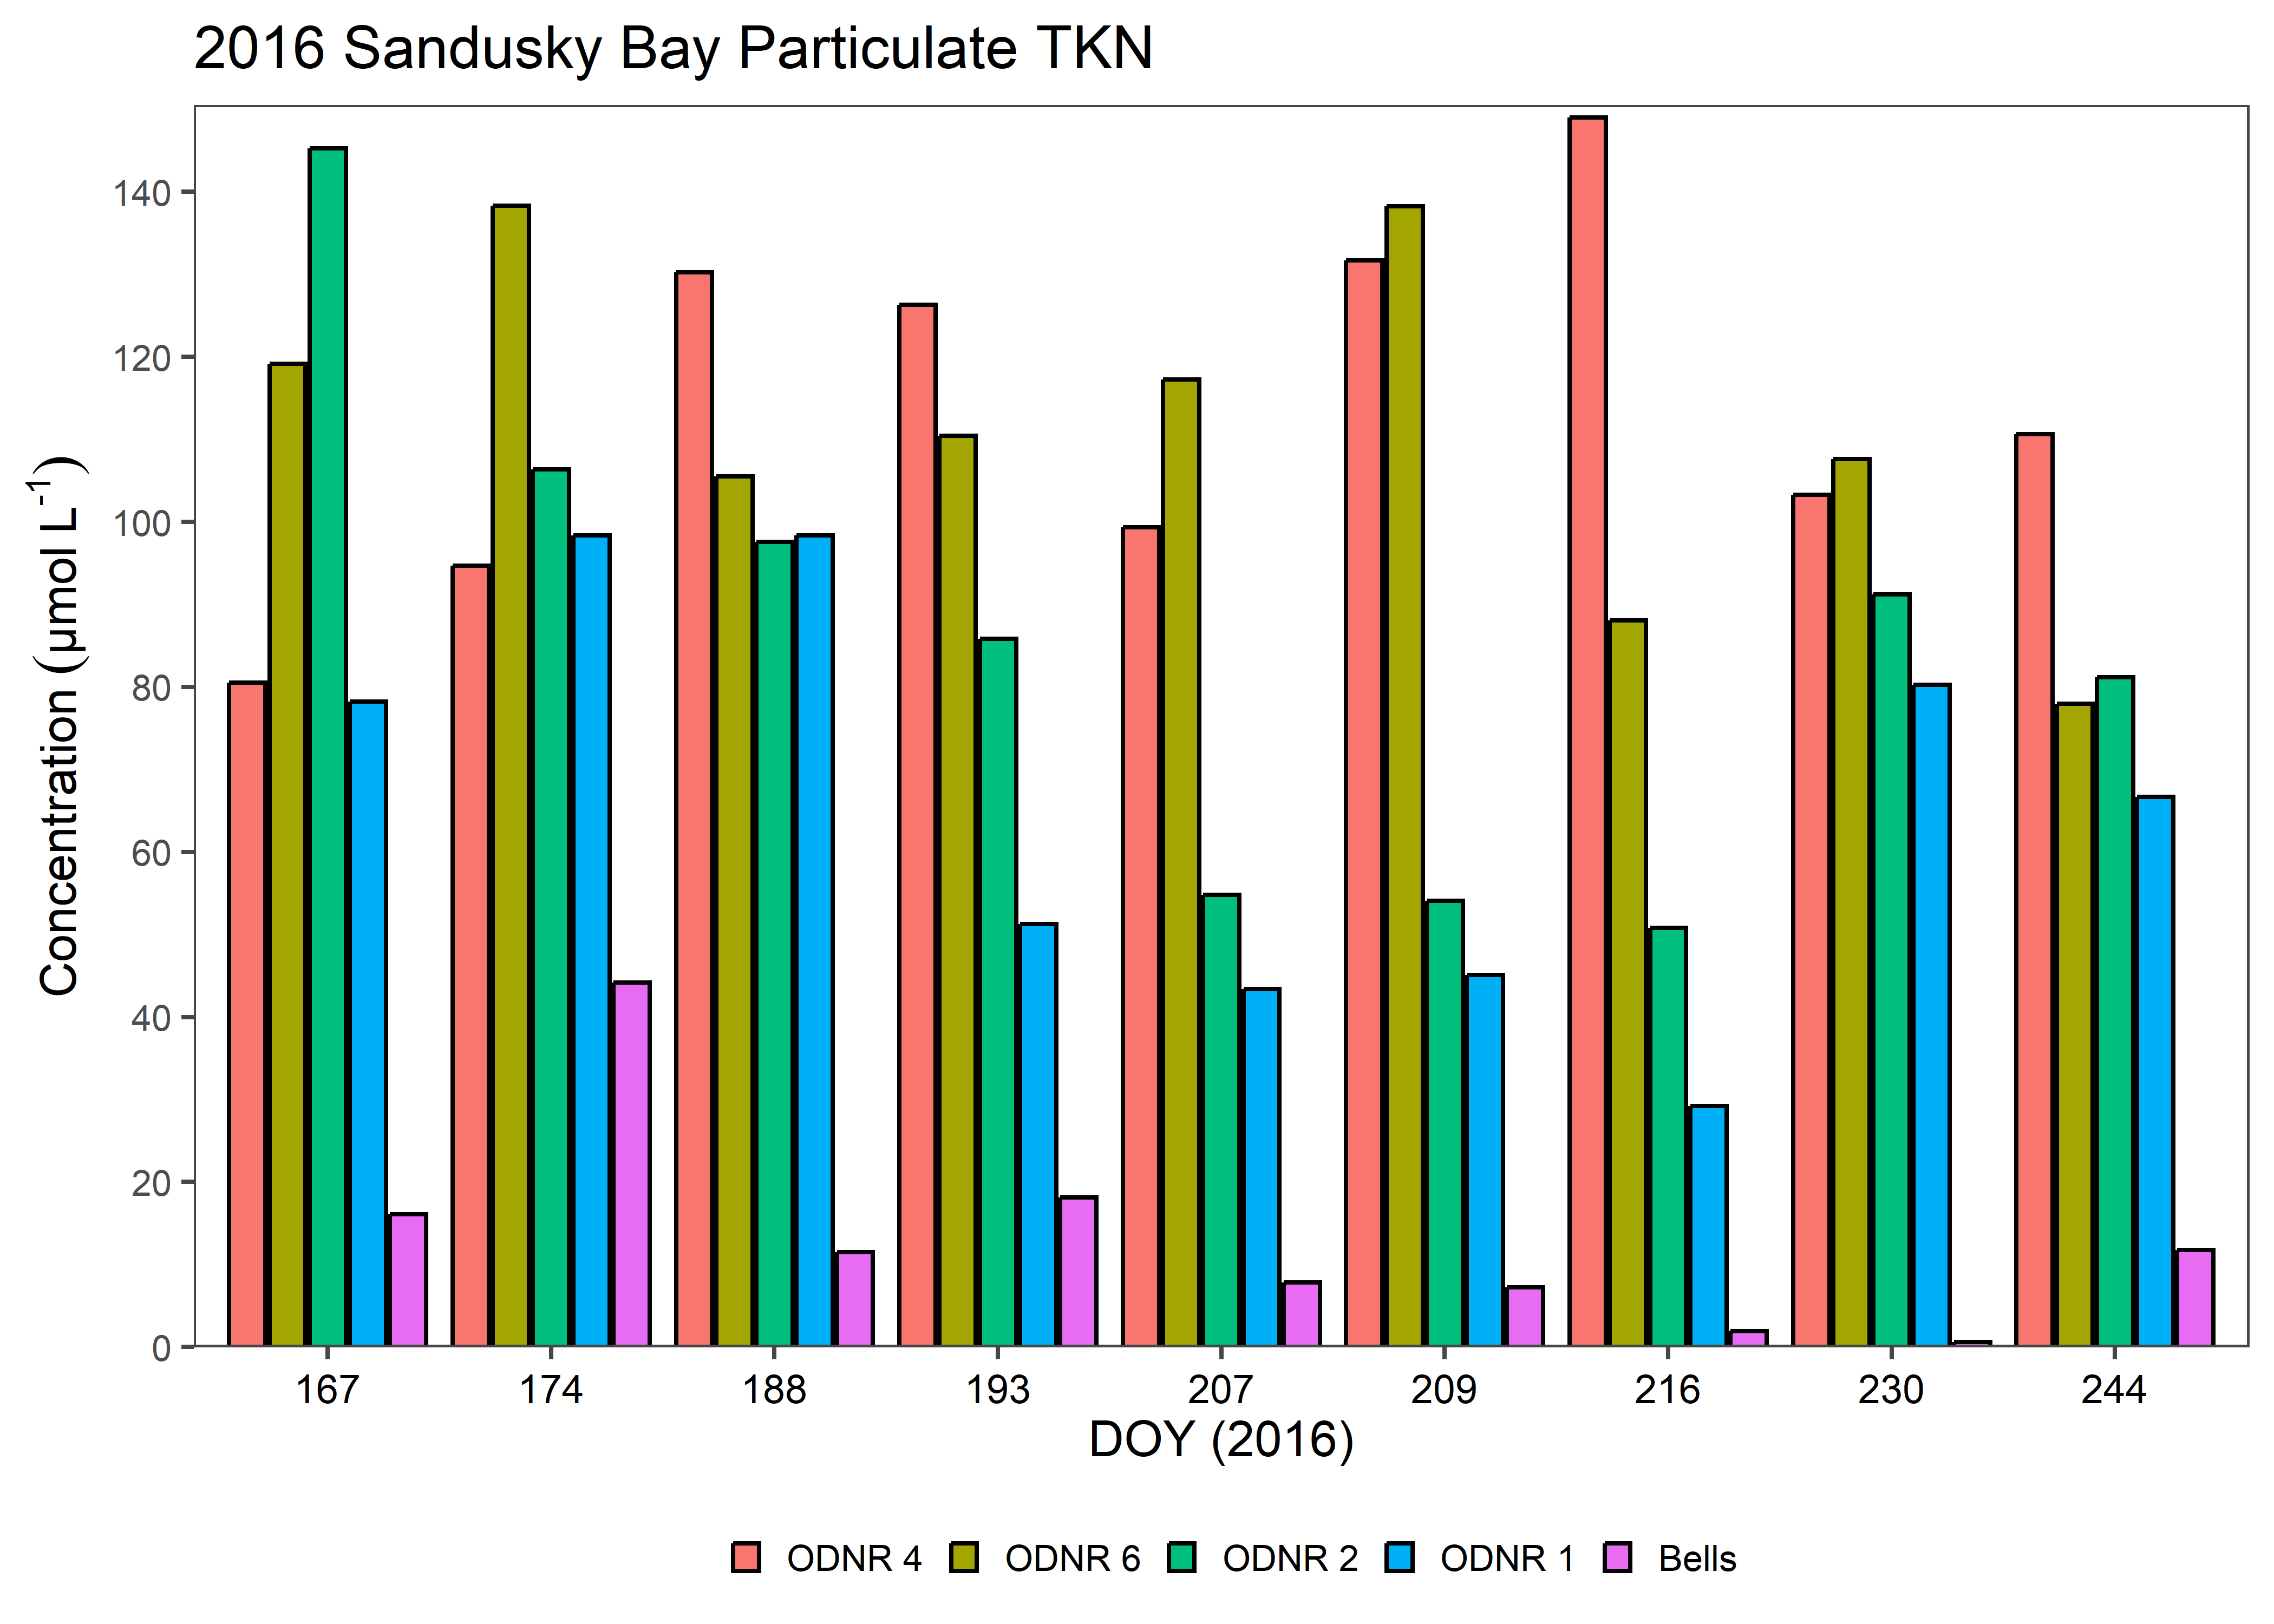 2016 Sandusky Bay Particulate TKN
Concentration (µmol L⁻¹)
140
120
100
80
60
40
20
0
167 174 188 193 207 209 216 230 244
DOY (2016)
ODNR 4 ODNR 6 ODNR 2 ODNR 1 Bells